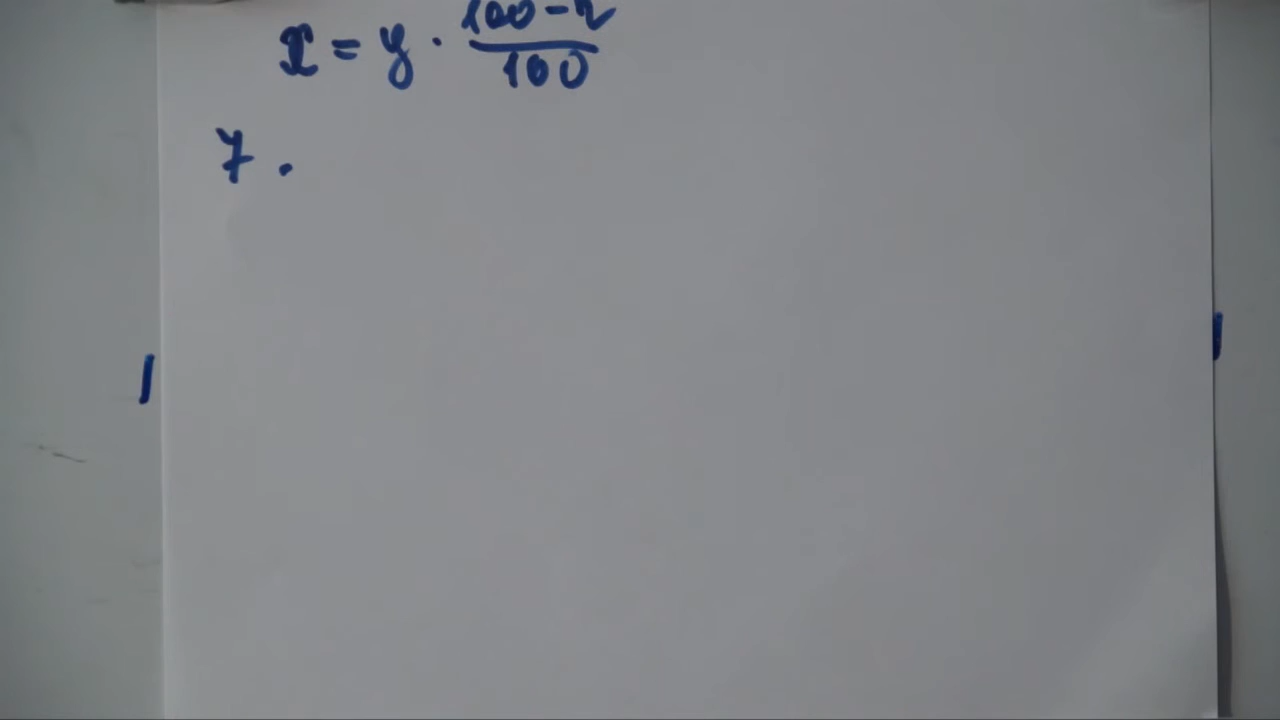 x = y · (100 - r)/100
7 .